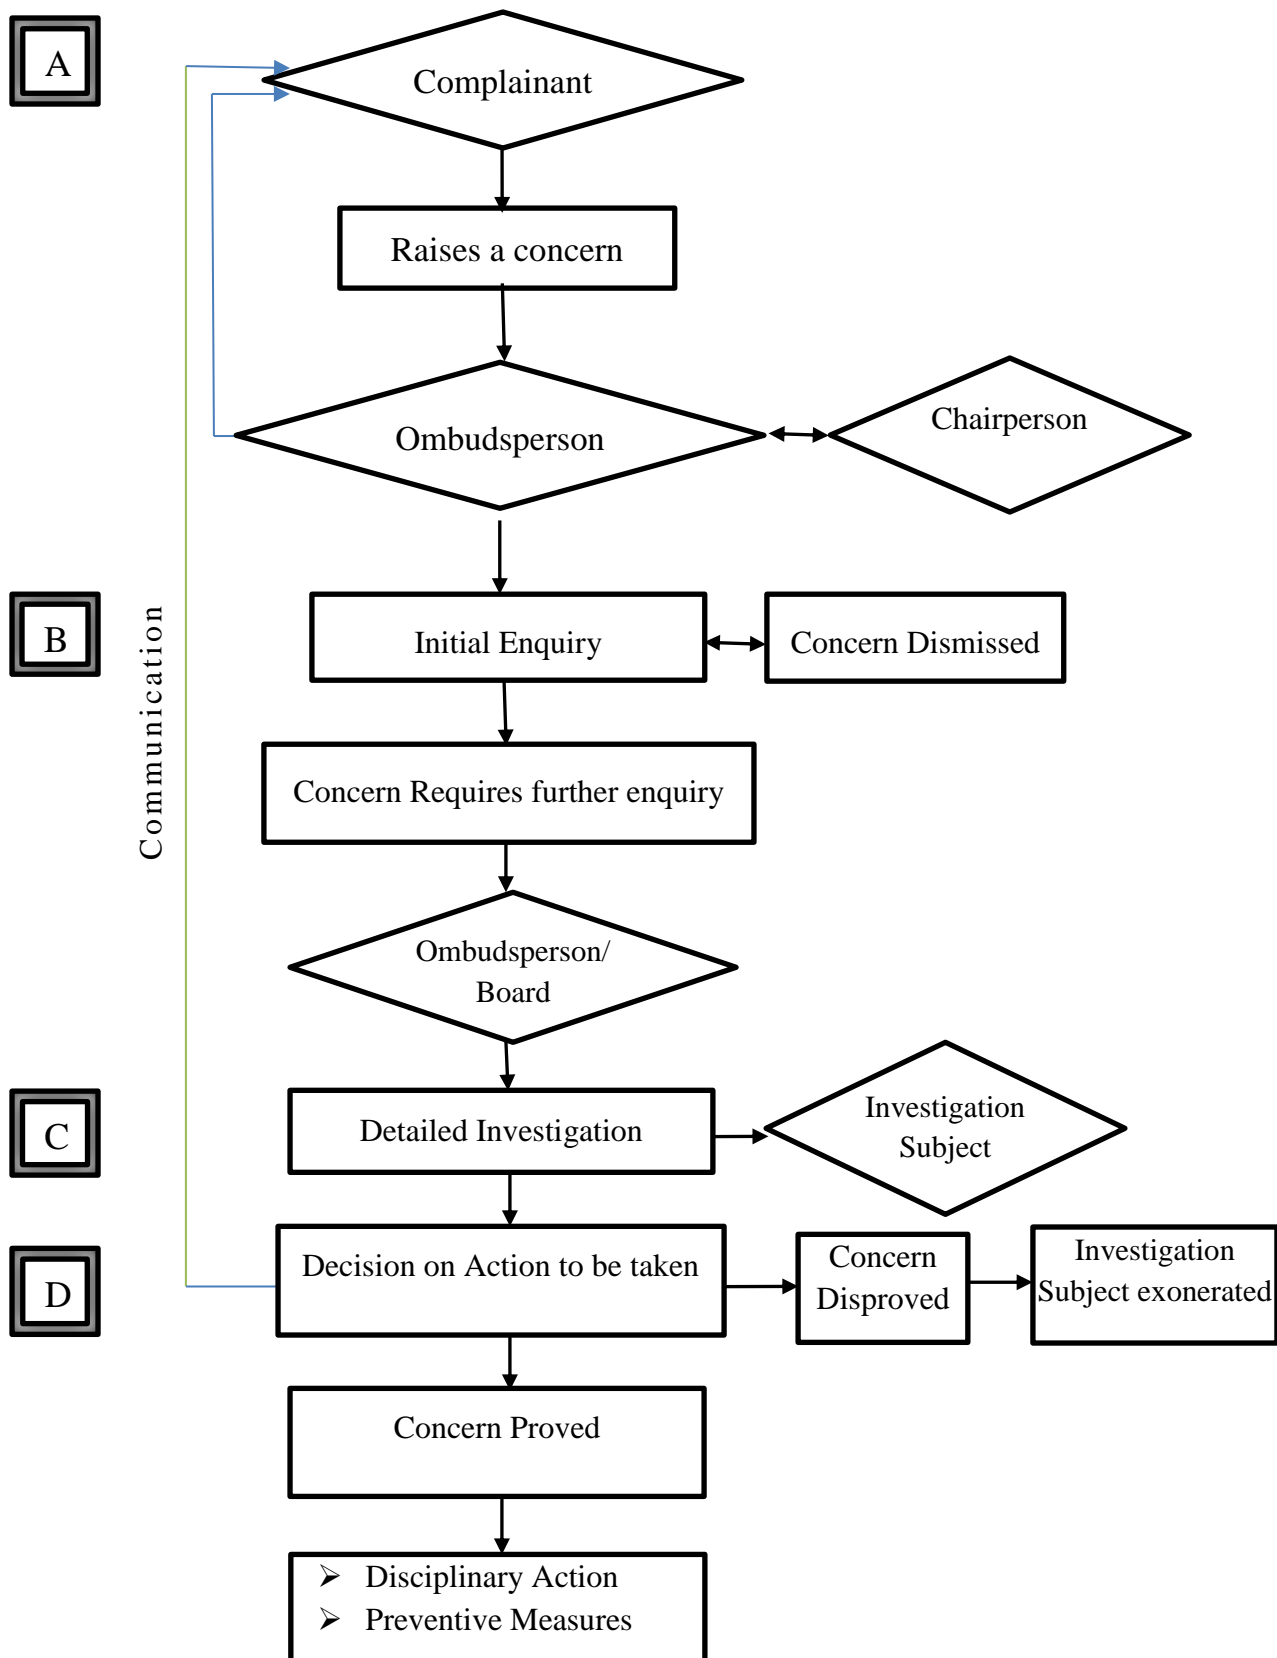 A
Complainant
Raises a concern
Ombudsperson
Chairperson
Communication
B
Initial Enquiry
Concern Dismissed
Concern Requires further enquiry
Ombudsperson/
Board
C
Detailed Investigation
Investigation
Subject
D
Decision on Action to be taken
Concern
Disproved
Investigation
Subject exonerated
Concern Proved
➢ Disciplinary Action
➢ Preventive Measures